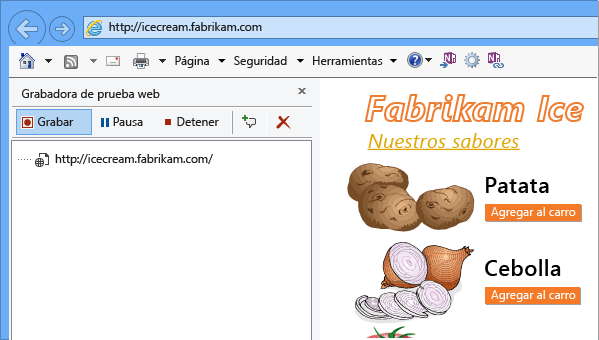 http://icecream.fabrikam.com
Página Seguridad Herramientas
Grabadora de prueba web
Grabar Pausa Detener
http://icecream.fabrikam.com/
Fabrikam Ice
Nuestros sabores
Patata
Agregar al carro
Cebolla
Agregar al carro